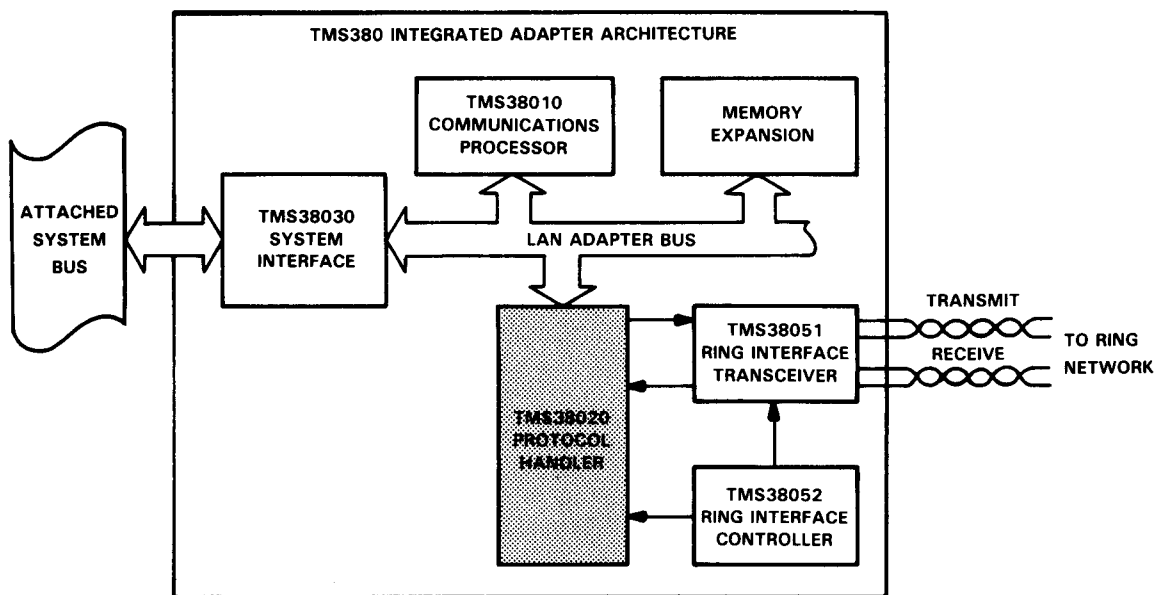 TMS380 INTEGRATED ADAPTER ARCHITECTURE
TMS38010
COMMUNICATIONS
PROCESSOR
MEMORY
EXPANSION
ATTACHED
SYSTEM
BUS
TMS38030
SYSTEM
INTERFACE
LAN ADAPTER BUS
TMS38020
PROTOCOL
HANDLER
TMS38051
RING INTERFACE
TRANSCEIVER
TRANSMIT
RECEIVE
TO RING
NETWORK
TMS38052
RING INTERFACE
CONTROLLER